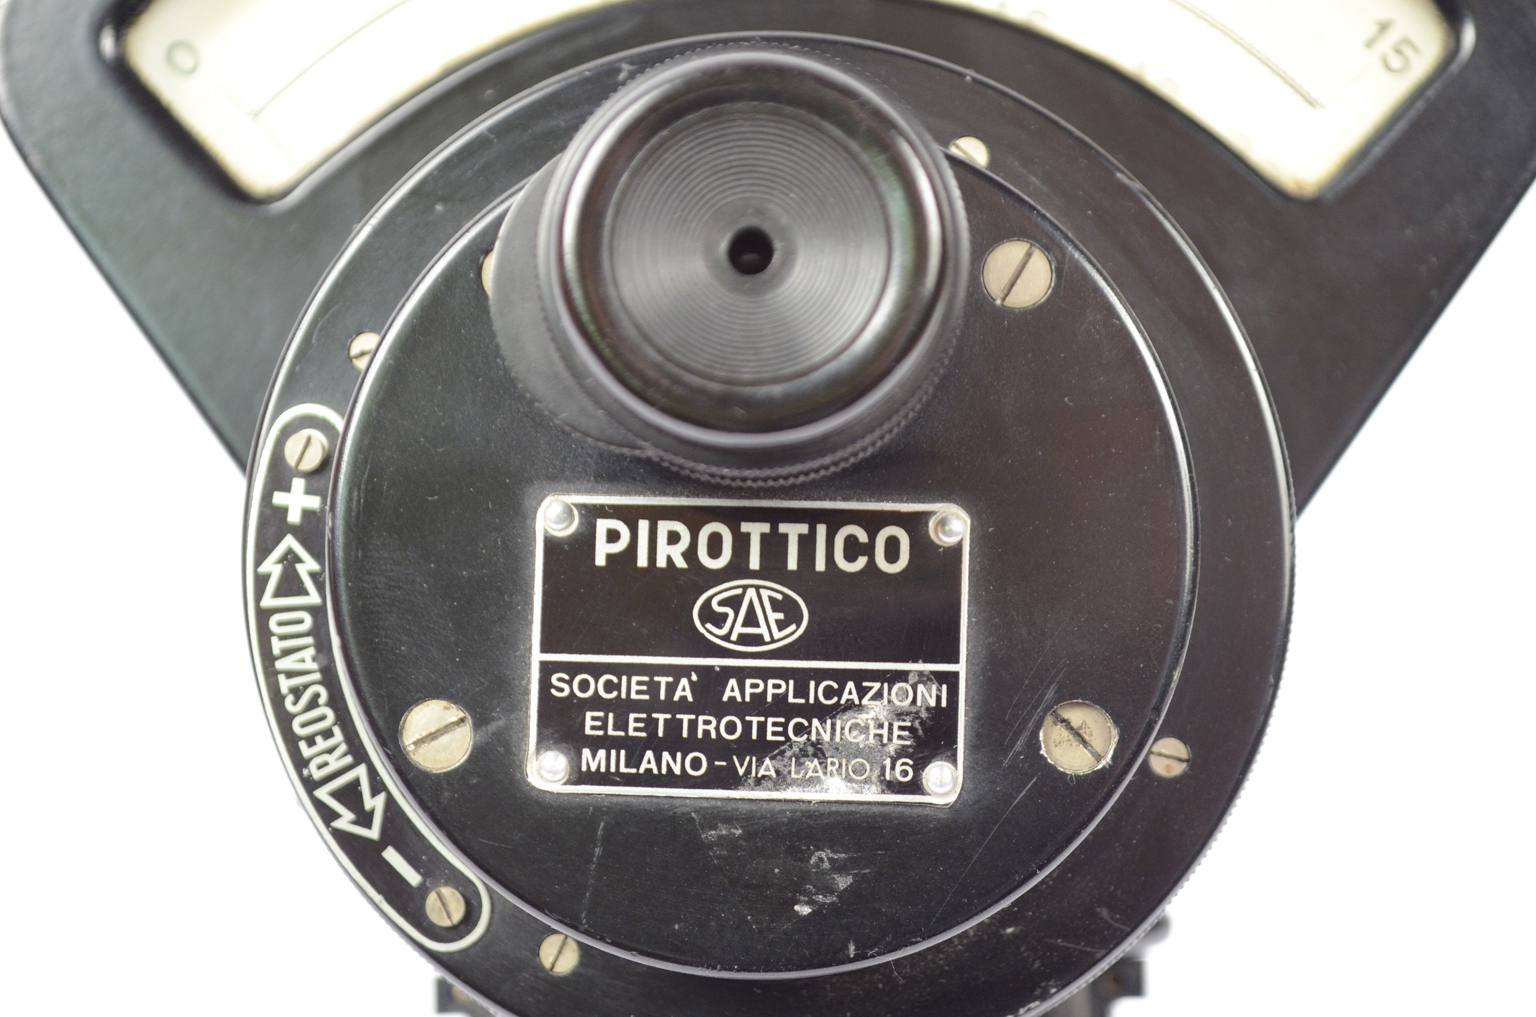 0
15
PIROTTICO
SAE
SOCIETA' APPLICAZIONI
ELETTROTECNICHE
MILANO - VIA LARIO 16
+
REOSTATO
-